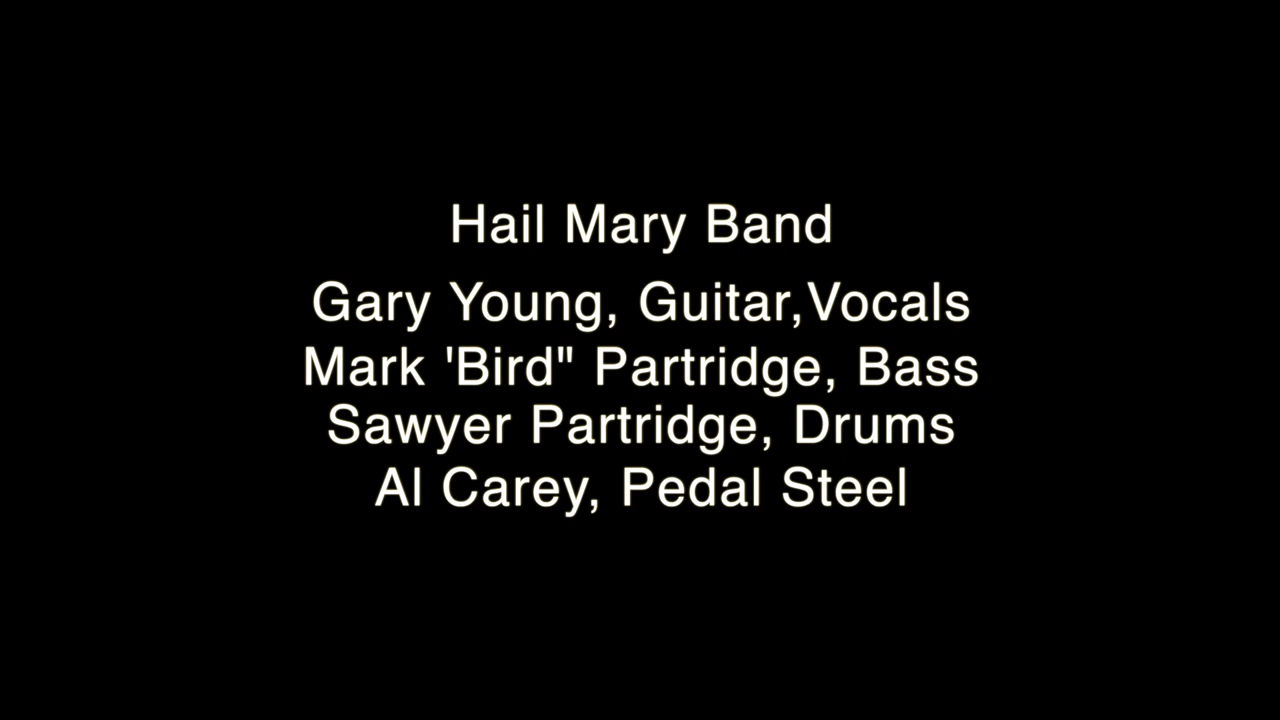 Hail Mary Band
Gary Young, Guitar,Vocals
Mark 'Bird" Partridge, Bass
Sawyer Partridge, Drums
Al Carey, Pedal Steel